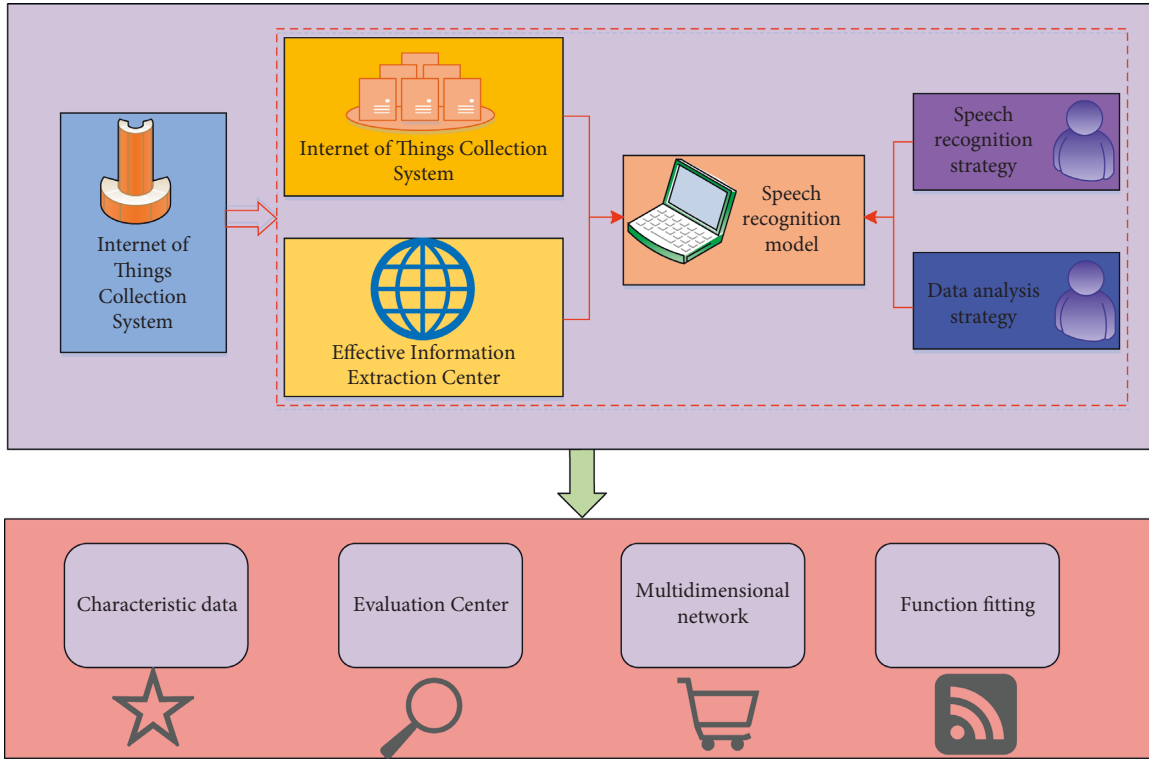 Internet of
Things
Collection
System
Internet of Things Collection
System
Effective Information
Extraction Center
Speech
recognition
model
Speech
recognition
strategy
Data analysis
strategy
Characteristic data
Evaluation Center
Multidimensional
network
Function fitting